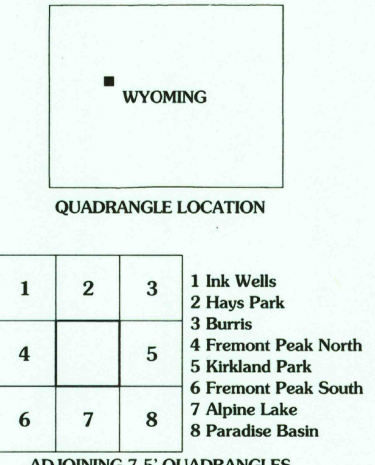 WYOMING
QUADRANGLE LOCATION
1 2 3
4 5
6 7 8
1 Ink Wells
2 Hays Park
3 Burris
4 Fremont Peak North
5 Kirkland Park
6 Fremont Peak South
7 Alpine Lake
8 Paradise Basin
ADJOINING 7.5' QUADRANGLES